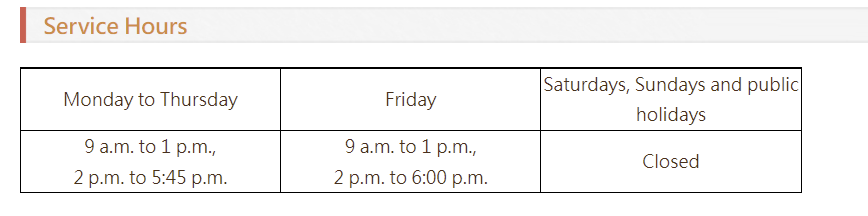 Service Hours
Monday to Thursday
Friday
Saturdays, Sundays and public
holidays
9 a.m. to 1 p.m.,
2 p.m. to 5:45 p.m.
9 a.m. to 1 p.m.,
2 p.m. to 6:00 p.m.
Closed